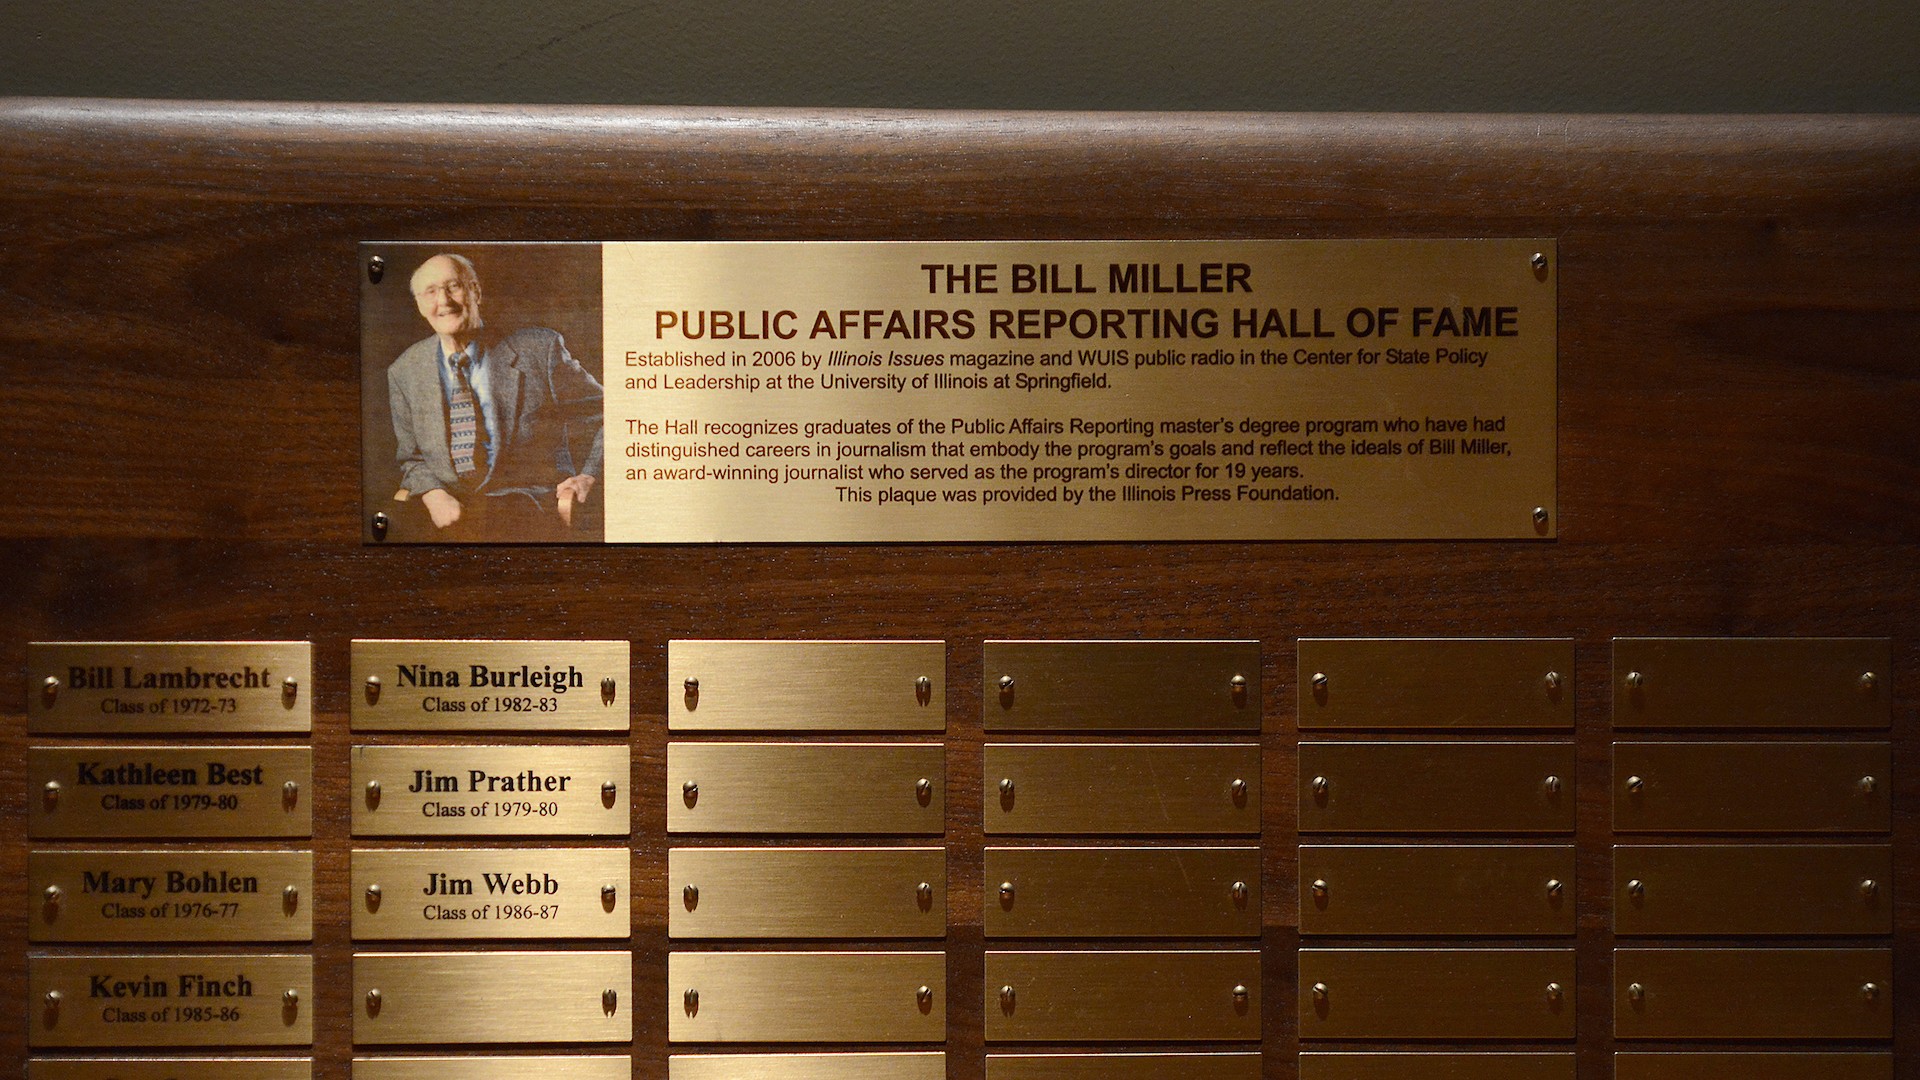 THE BILL MILLER
PUBLIC AFFAIRS REPORTING HALL OF FAME
Established in 2006 by Illinois Issues magazine and WUIS public radio in the Center for State Policy
and Leadership at the University of Illinois at Springfield.
The Hall recognizes graduates of the Public Affairs Reporting master's degree program who have had
distinguished careers in journalism that embody the program's goals and reflect the ideals of Bill Miller,
an award-winning journalist who served as the program's director for 19 years.
This plaque was provided by the Illinois Press Foundation.
Bill Lambrecht
Class of 1972-73
Nina Burleigh
Class of 1982-83
Kathleen Best
Class of 1979-80
Jim Prather
Class of 1979-80
Mary Bohlen
Class of 1976-77
Jim Webb
Class of 1986-87
Kevin Finch
Class of 1985-86